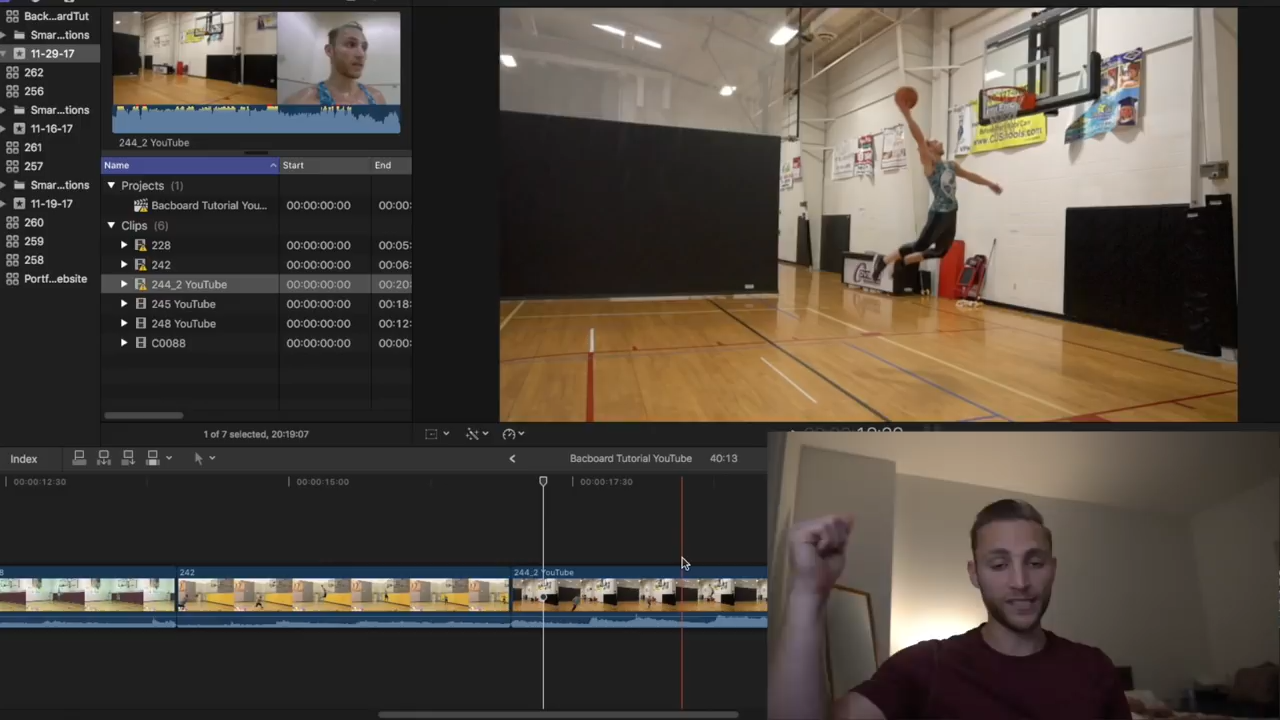 Back...ardTut
Smar...tions
11-29-17
262
256
Smar...tions
11-16-17
261
257
Smar...tions
11-19-17
260
259
258
Portf...ebsite
244_2 YouTube
Name Start End
Projects (1)
Bacboard Tutorial You... 00:00:00:00 00:00:
Clips (6)
228 00:00:00:00 00:05:
242 00:00:00:00 00:06:
244_2 YouTube 00:00:00:00 00:20:
245 YouTube 00:00:00:00 00:18:
248 YouTube 00:00:00:00 00:12:
C0088 00:00:00:00 00:00:
1 of 7 selected, 20:19:07
Index
Bacboard Tutorial YouTube 40:13
00:00:12:30
00:00:15:00
00:00:17:30
8
242
244_2 YouTube